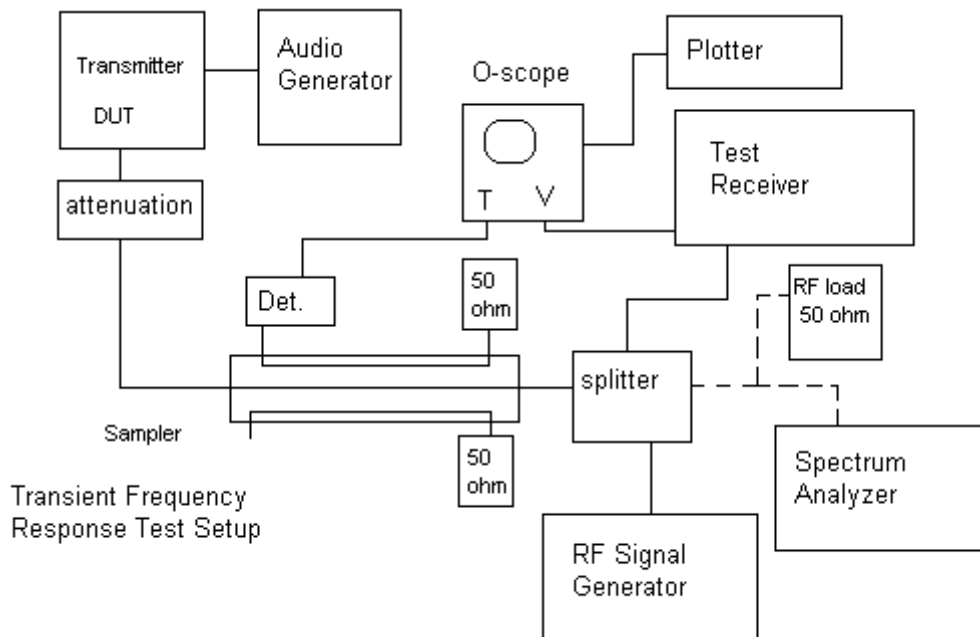 Transmitter
DUT
Audio
Generator
O-scope
Plotter
T V
Test
Receiver
attenuation
Det.
50
ohm
RF load
50 ohm
splitter
Sampler
50
ohm
Spectrum
Analyzer
Transient Frequency
Response Test Setup
RF Signal
Generator